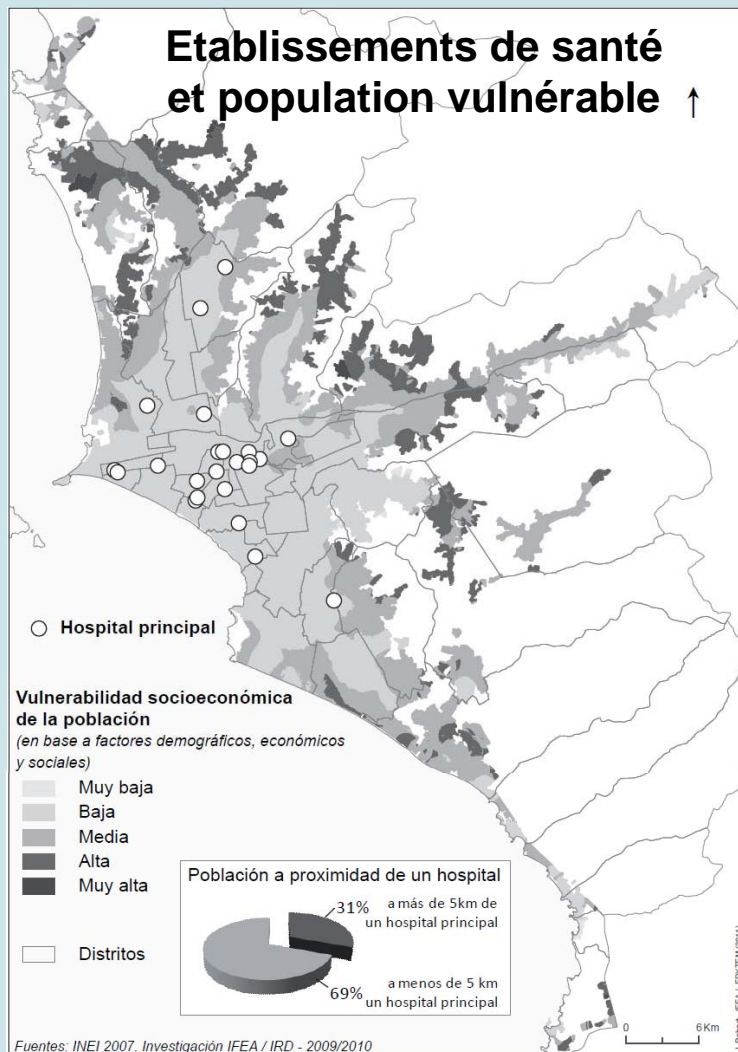 Etablissements de santé
et population vulnérable
Hospital principal
Vulnerabilidad socioeconómica
de la población
(en base a factores demográficos, económicos
y sociales)
Muy baja
Baja
Media
Alta
Muy alta
Distritos
Población a proximidad de un hospital
31% a más de 5km de
un hospital principal
69% a menos de 5 km
un hospital principal
0 6 Km
Fuentes: INEI 2007, Investigación IFEA / IRD - 2009/2010